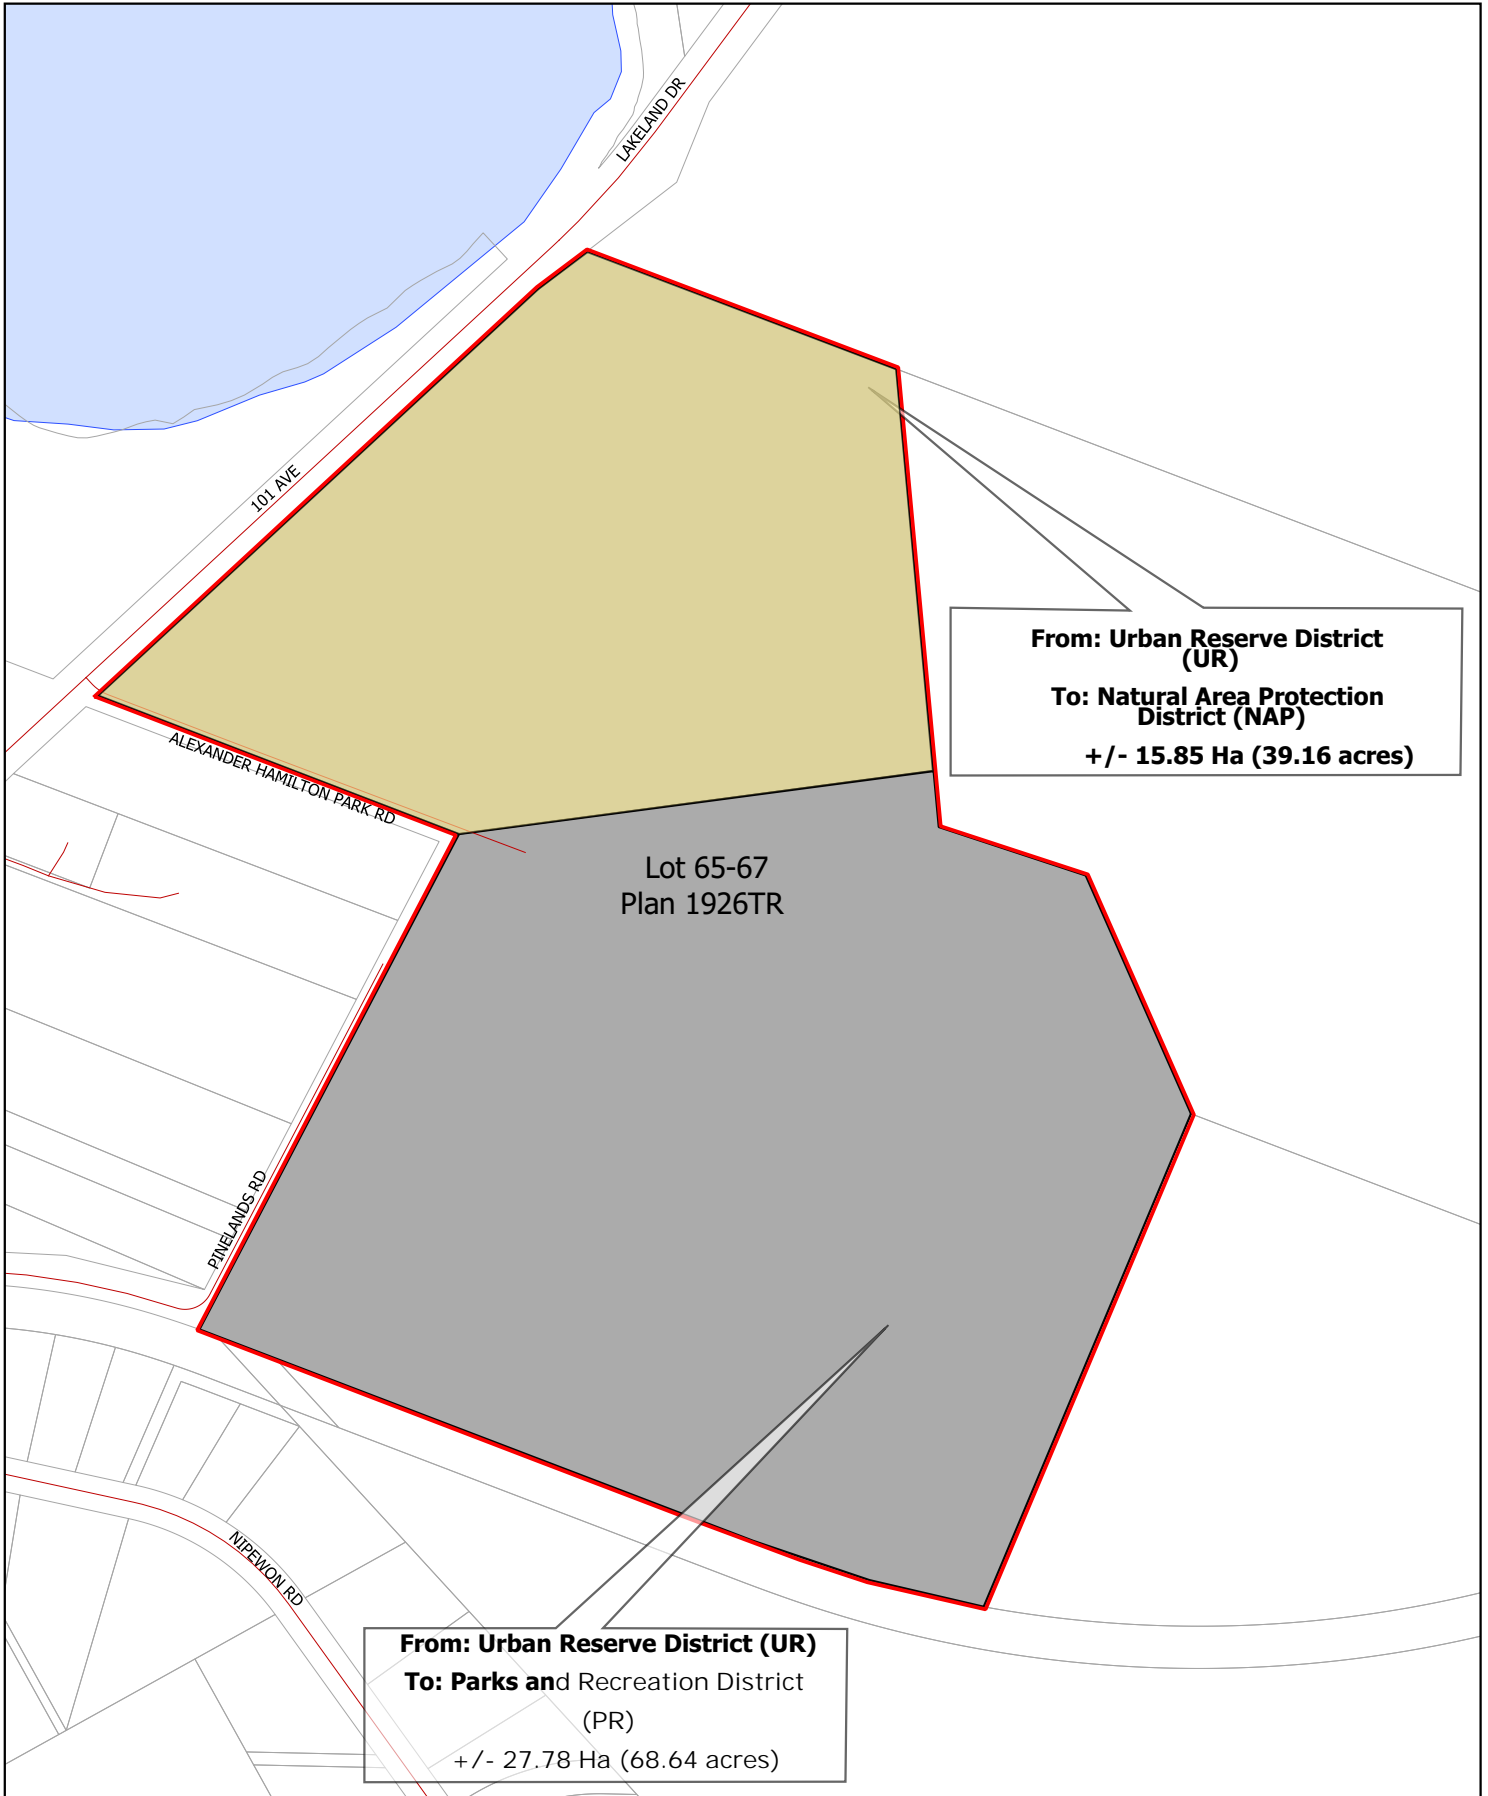 LAKELAND DR
101 AVE
From: Urban Reserve District
(UR)
To: Natural Area Protection
District (NAP)
+/- 15.85 Ha (39.16 acres)
ALEXANDER HAMILTON PARK RD
Lot 65-67
Plan 1926TR
PINELANDS RD
NIPEWON RD
From: Urban Reserve District (UR)
To: Parks and Recreation District
(PR)
+/- 27.78 Ha (68.64 acres)